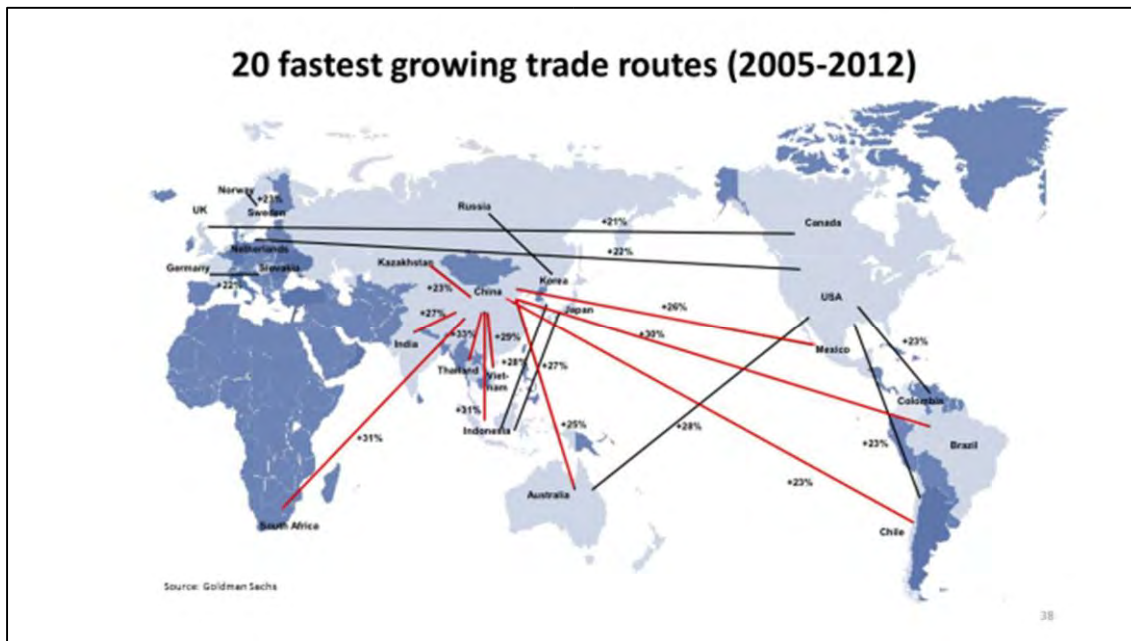 20 fastest growing trade routes (2005-2012)
Norway
+23%
Sweden
UK
Russia
+21%
Canada
Netherlands
+22%
Germany
Slovakia
+22%
Kazakhstan
+23%
China
Korea
USA
Japan
+26%
+27%
India
+33%
+29%
+30%
Mexico
+23%
Thailand
+28%
+27%
Viet-
nam
Colombia
+31%
Indonesia
+25%
+28%
+31%
+23%
Brazil
Australia
+23%
South Africa
Chile
Source: Goldman Sachs
38